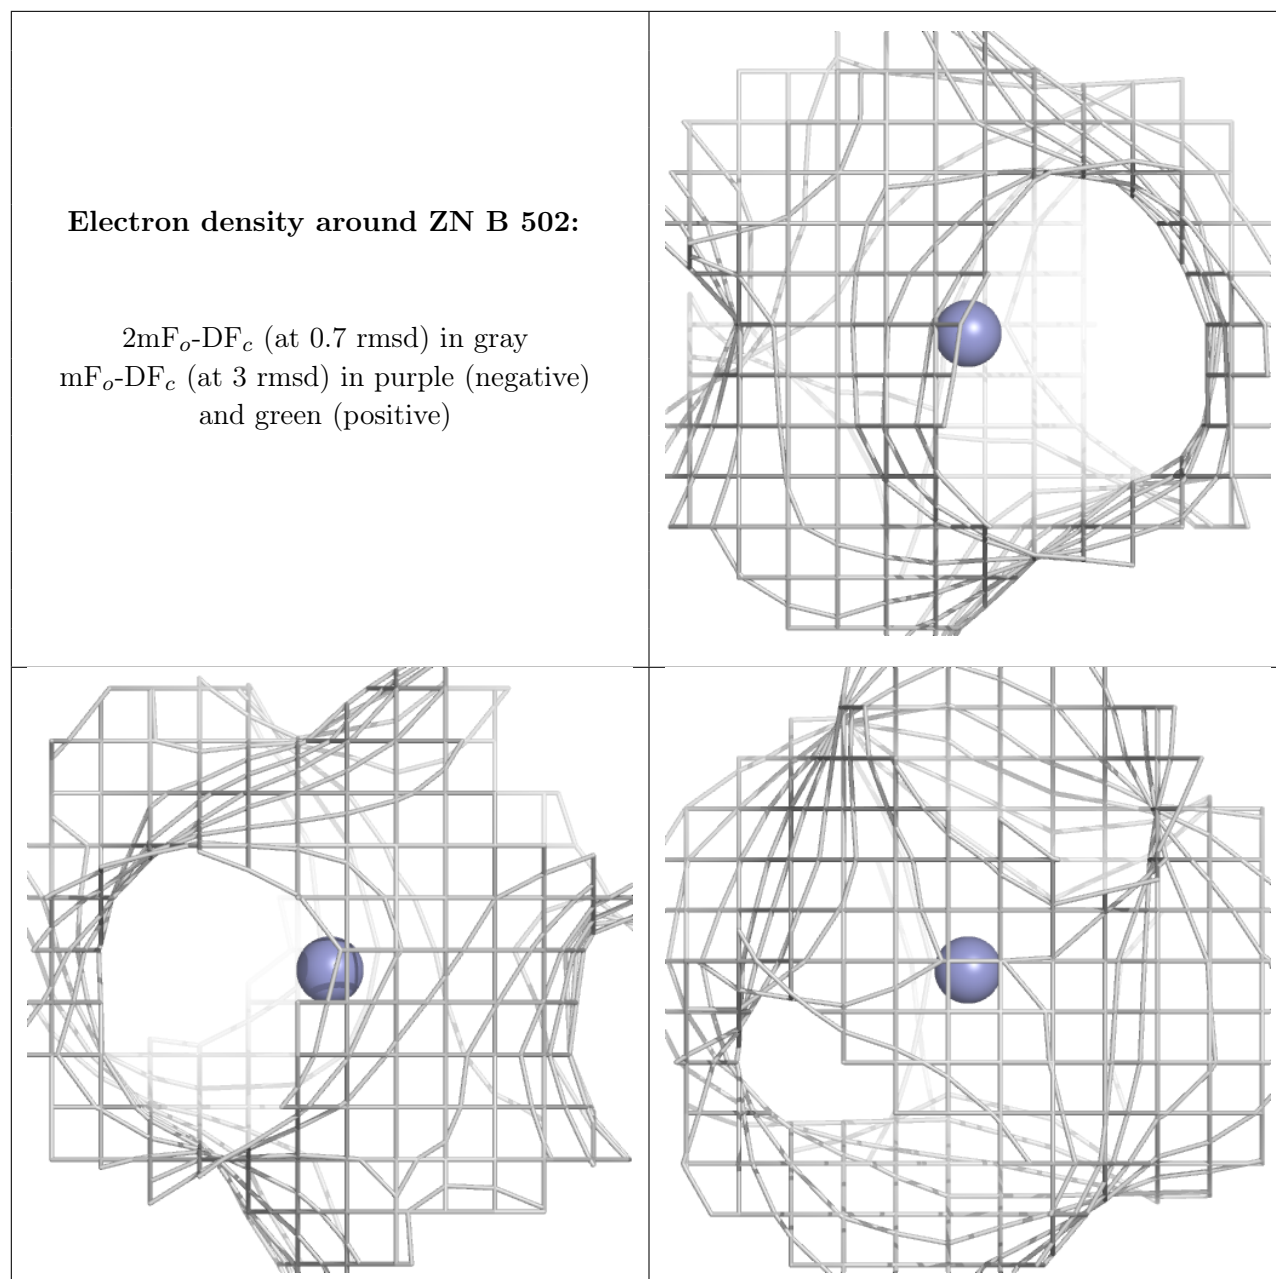 Electron density around ZN B 502:
2mFo-DFc (at 0.7 rmsd) in gray
mFo-DFc (at 3 rmsd) in purple (negative)
and green (positive)